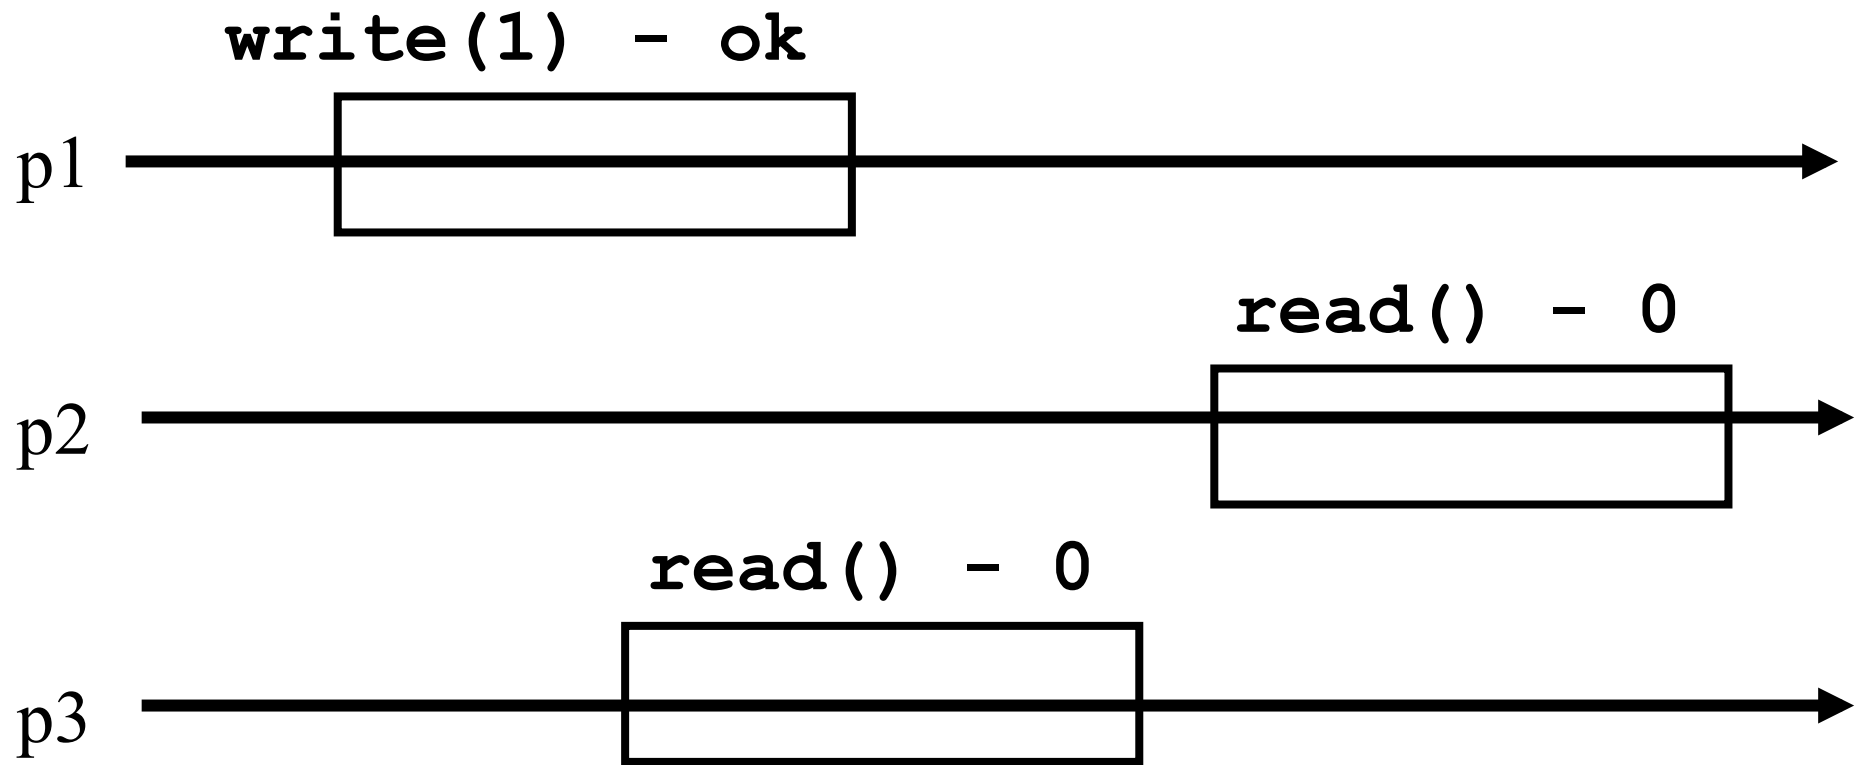 write(1) - ok
p1
read() - 0
p2
read() - 0
p3